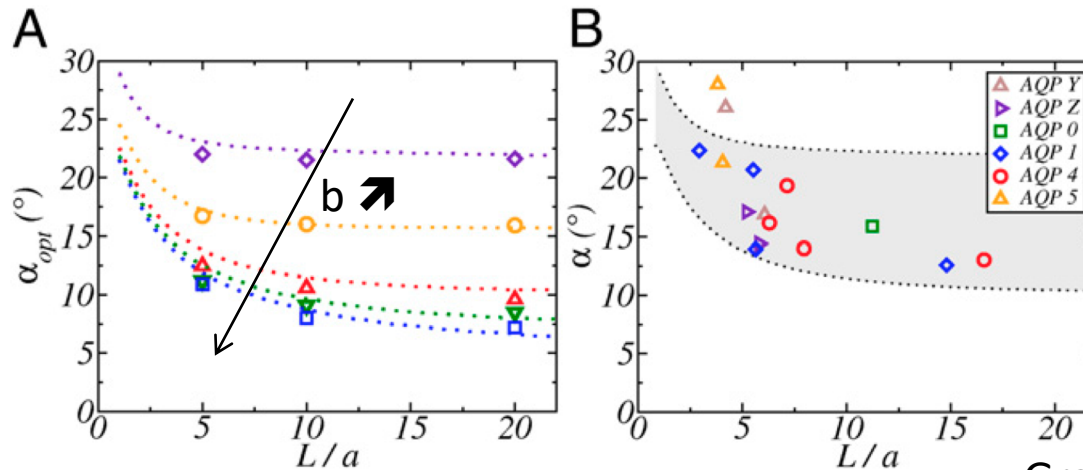 A
30
25
20
15
10
5
0
α_opt (°)
b
0 5 10 15 20
L / a
B
30
25
20
15
10
5
0
α (°)
AQP Y
AQP Z
AQP 0
AQP 1
AQP 4
AQP 5
0 5 10 15 20
L / a